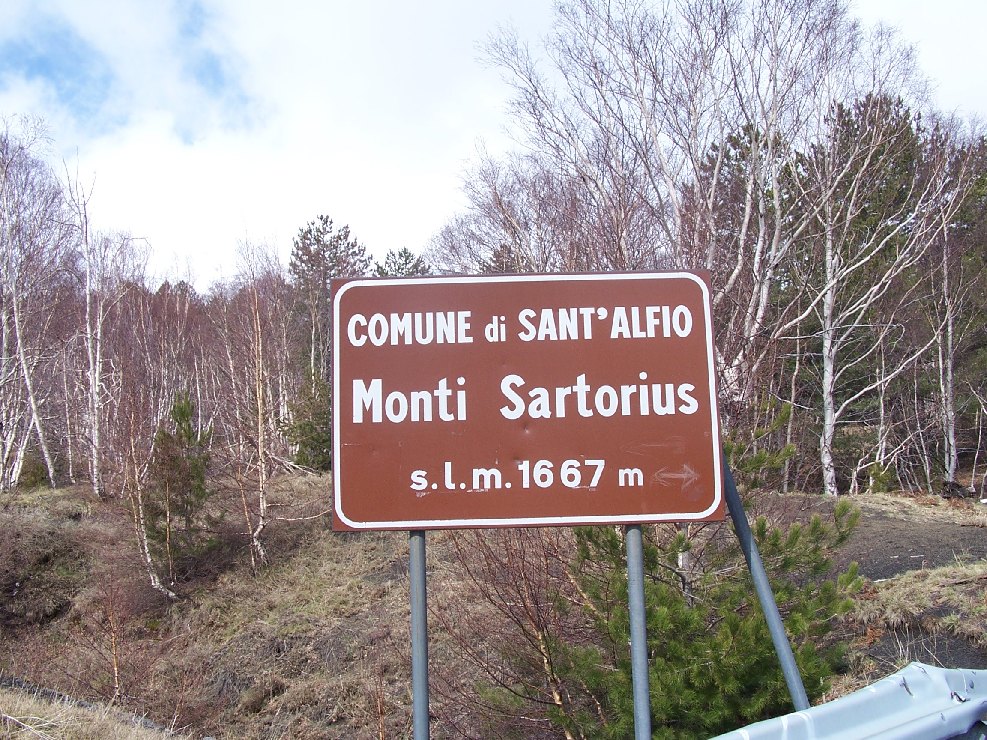 COMUNE di SANT'ALFIO
Monti Sartorius
s.l.m. 1667 m